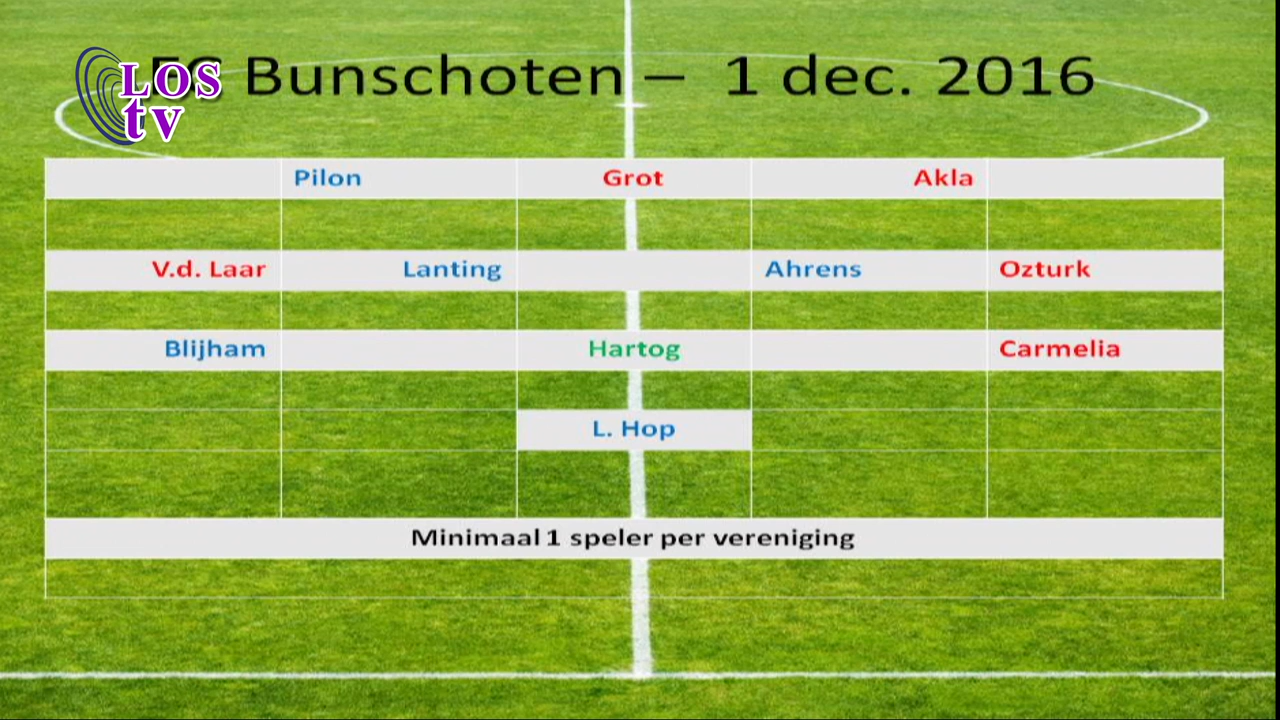 LOS
tv
FC Bunschoten – 1 dec. 2016
Pilon Grot Akla
V.d. Laar Lanting Ahrens Ozturk
Blijham Hartog Carmelia
L. Hop
Minimaal 1 speler per vereniging